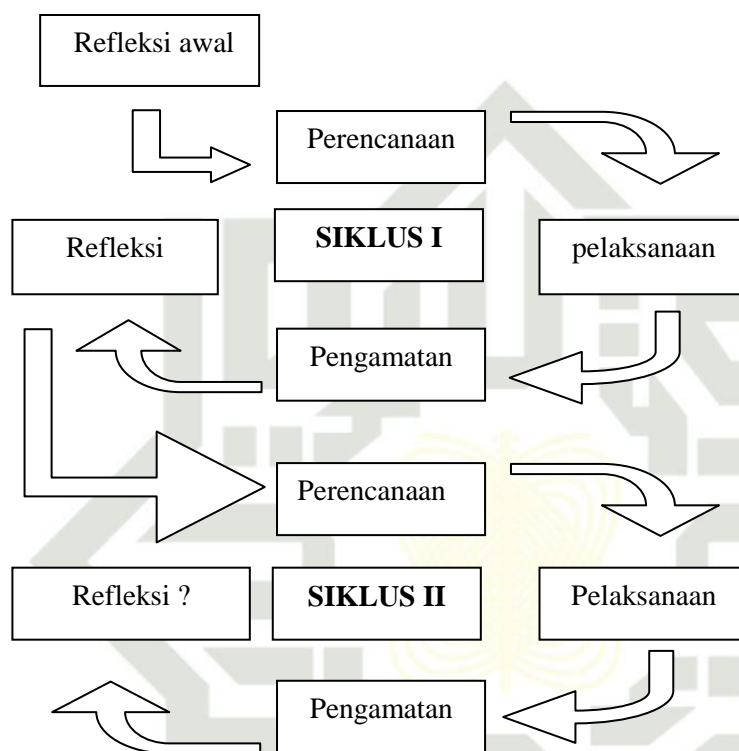 Refleksi awal
Perencanaan
Refleksi
SIKLUS I
pelaksanaan
Pengamatan
Perencanaan
Refleksi ?
SIKLUS II
Pelaksanaan
Pengamatan